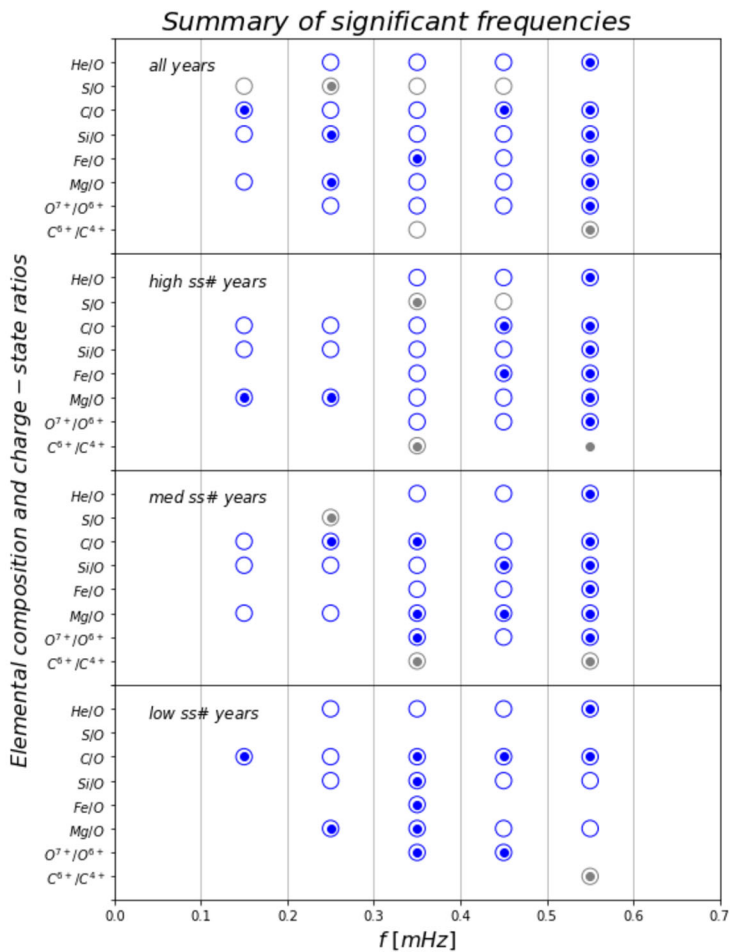 Summary of significant frequencies
Elemental composition and charge − state ratios
all years
He/O
S/O
C/O
Si/O
Fe/O
Mg/O
O⁷⁺/O⁶⁺
C⁶⁺/C⁴⁺
high ss# years
He/O
S/O
C/O
Si/O
Fe/O
Mg/O
O⁷⁺/O⁶⁺
C⁶⁺/C⁴⁺
med ss# years
He/O
S/O
C/O
Si/O
Fe/O
Mg/O
O⁷⁺/O⁶⁺
C⁶⁺/C⁴⁺
low ss# years
He/O
S/O
C/O
Si/O
Fe/O
Mg/O
O⁷⁺/O⁶⁺
C⁶⁺/C⁴⁺
0.0 0.1 0.2 0.3 0.4 0.5 0.6 0.7
f [mHz]